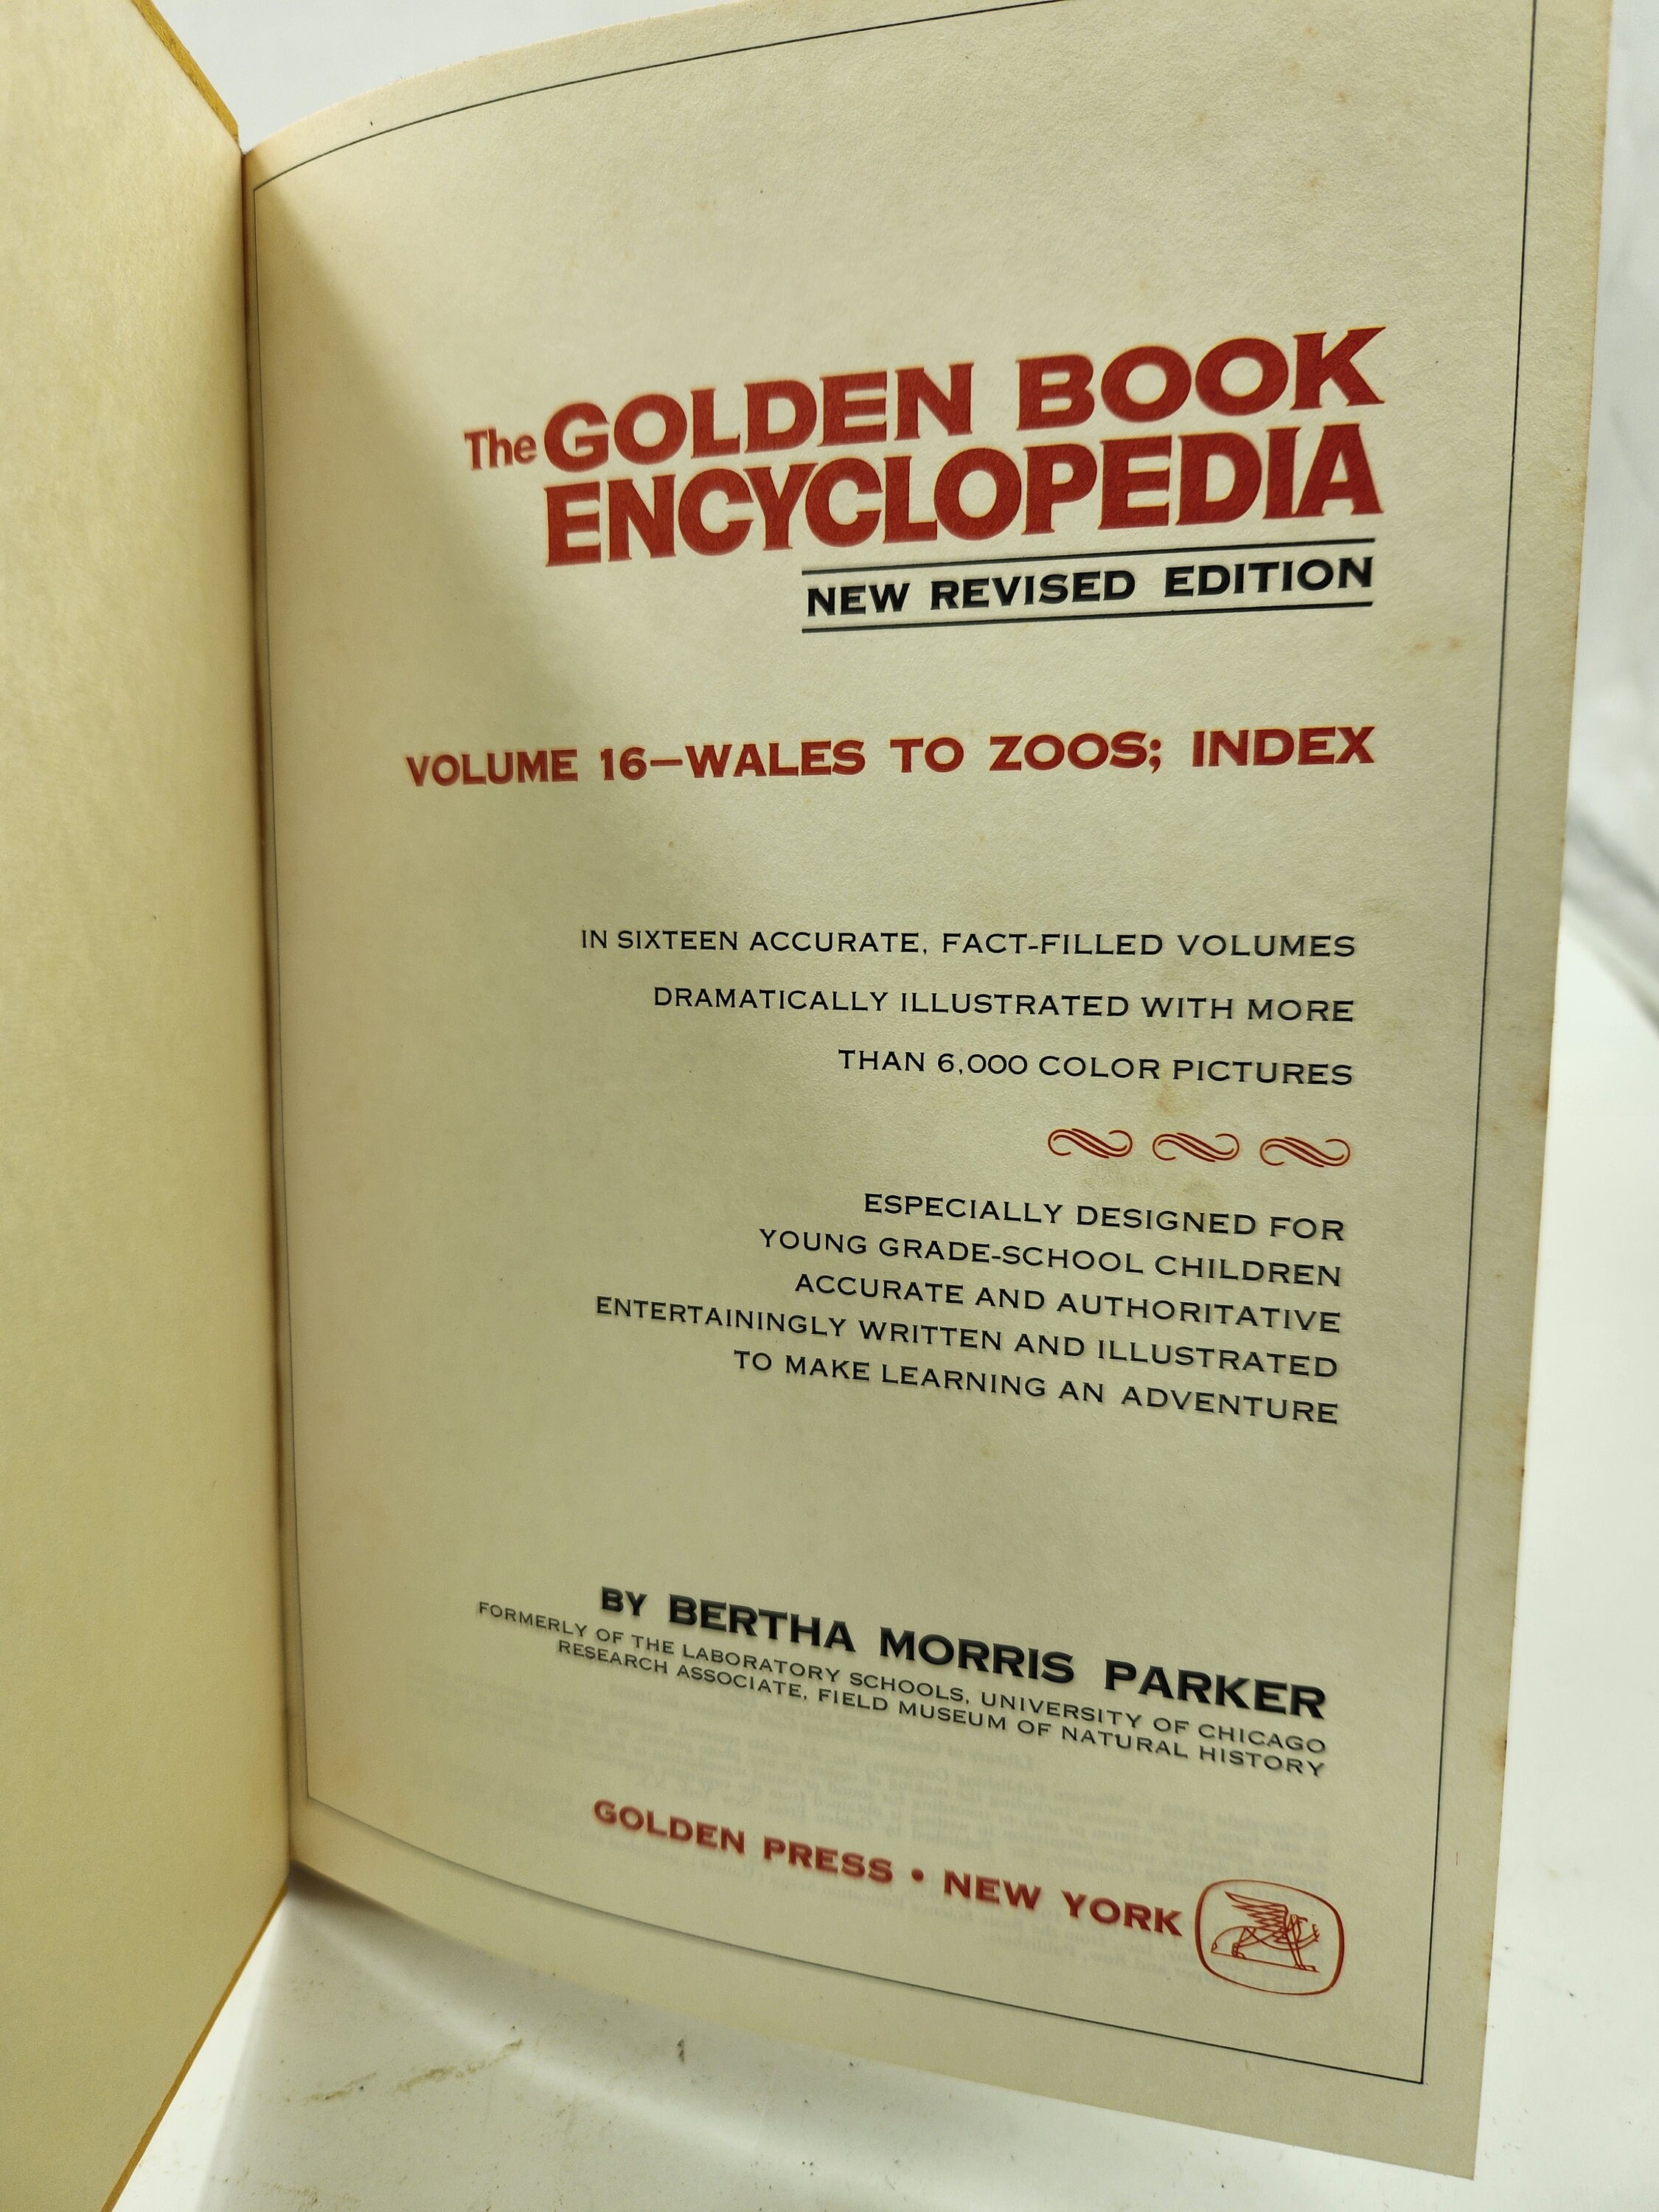 The GOLDEN BOOK
ENCYCLOPEDIA
NEW REVISED EDITION
VOLUME 16—WALES TO ZOOS; INDEX
IN SIXTEEN ACCURATE, FACT-FILLED VOLUMES
DRAMATICALLY ILLUSTRATED WITH MORE
THAN 6,000 COLOR PICTURES
ESPECIALLY DESIGNED FOR
YOUNG GRADE-SCHOOL CHILDREN
ACCURATE AND AUTHORITATIVE
ENTERTAININGLY WRITTEN AND ILLUSTRATED
TO MAKE LEARNING AN ADVENTURE
BY BERTHA MORRIS PARKER
FORMERLY OF THE LABORATORY SCHOOLS, UNIVERSITY OF CHICAGO
RESEARCH ASSOCIATE, FIELD MUSEUM OF NATURAL HISTORY
GOLDEN PRESS • NEW YORK